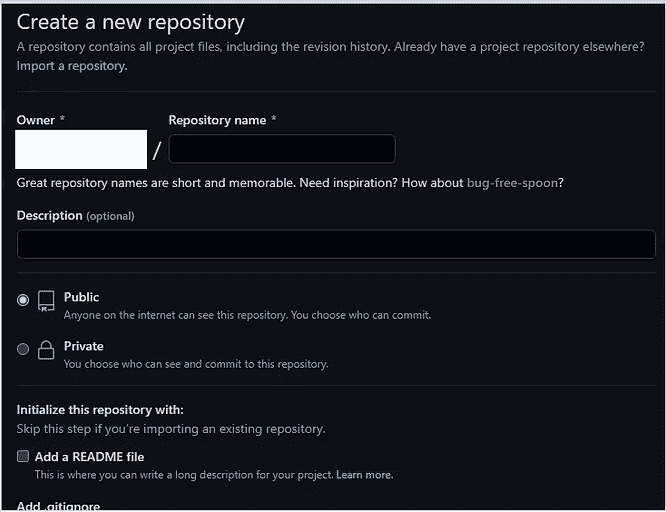 Create a new repository
A repository contains all project files, including the revision history. Already have a project repository elsewhere?
Import a repository.
Owner *
Repository name *
/
Great repository names are short and memorable. Need inspiration? How about bug-free-spoon?
Description (optional)
Public
Anyone on the internet can see this repository. You choose who can commit.
Private
You choose who can see and commit to this repository.
Initialize this repository with:
Skip this step if you're importing an existing repository.
Add a README file
This is where you can write a long description for your project. Learn more.
Add .gitignore